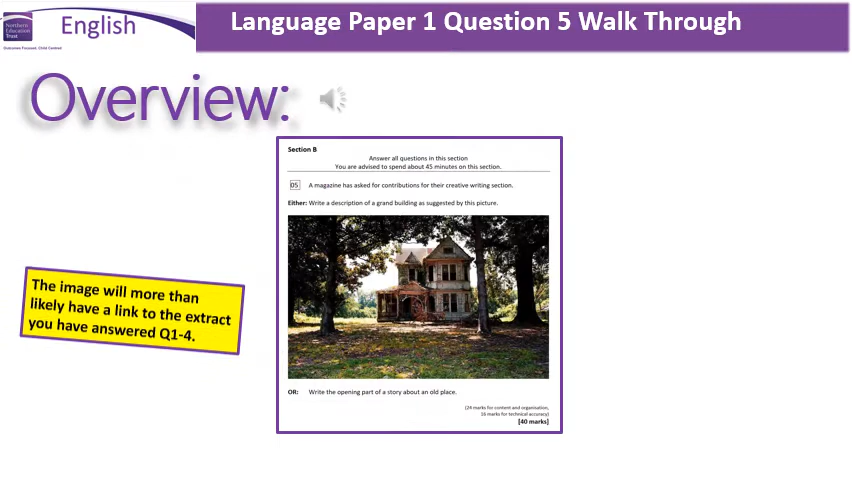 Northern
Education
Trust
English
Outcomes Focused, Child Centred
Language Paper 1 Question 5 Walk Through
Overview:
Section B
Answer all questions in this section
You are advised to spend about 45 minutes on this section.
05 A magazine has asked for contributions for their creative writing section.
Either: Write a description of a grand building as suggested by this picture.
The image will more than
likely have a link to the extract
you have answered Q1-4.
OR: Write the opening part of a story about an old place.
[24 marks for content and organisation,
16 marks for technical accuracy]
[40 marks]